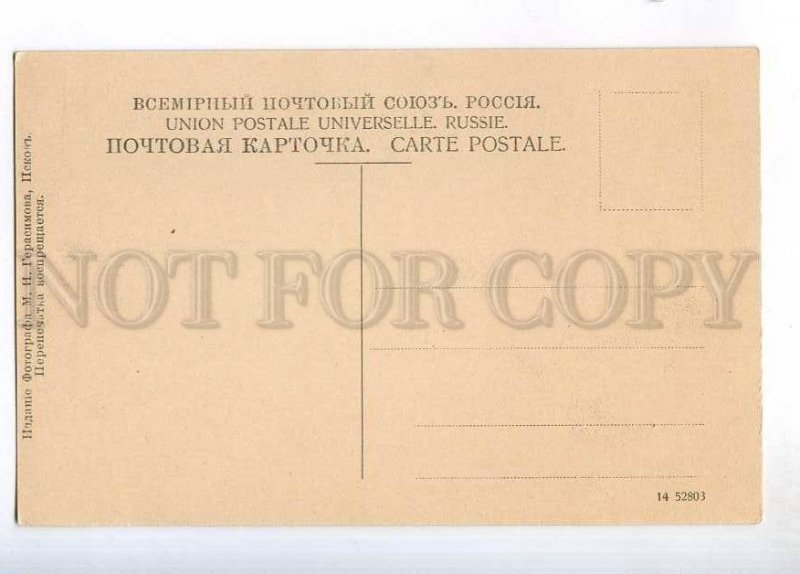 ВСЕМІРНЫЙ ПОЧТОВЫЙ СОЮЗЪ. РОССІЯ.
UNION POSTALE UNIVERSELLE. RUSSIE.
ПОЧТОВАЯ КАРТОЧКА. CARTE POSTALE.
Изданіе Фотографа М. И. Герасимова, Псковъ.
Перепечатка воспрещается.
NOT FOR COPY
14 52803